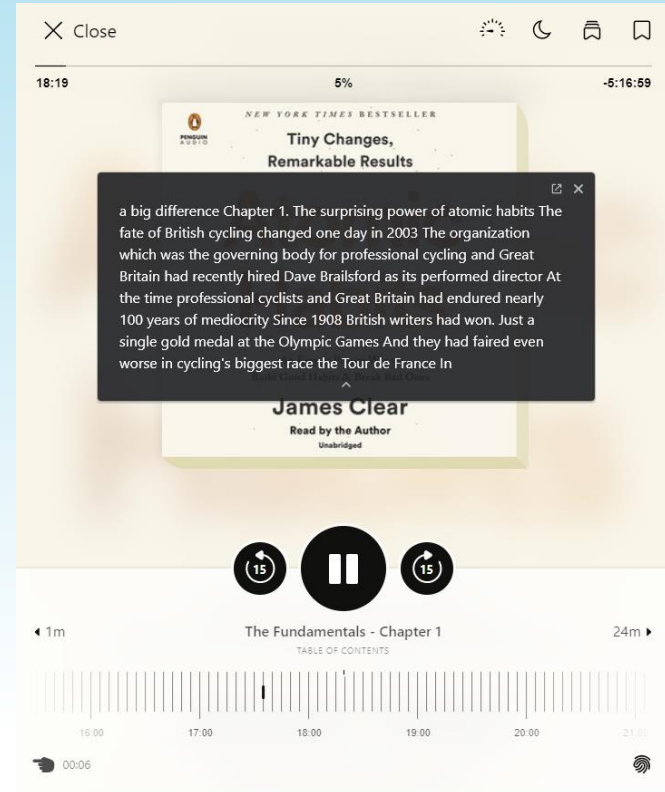 Close
18:19 5% -5:16:59
PENGUIN
AUDIO
NEW YORK TIMES BESTSELLER
Tiny Changes,
Remarkable Results
a big difference Chapter 1. The surprising power of atomic habits The
fate of British cycling changed one day in 2003 The organization
which was the governing body for professional cycling and Great
Britain had recently hired Dave Brailsford as its performed director At
the time professional cyclists and Great Britain had endured nearly
100 years of mediocrity Since 1908 British writers had won. Just a
single gold medal at the Olympic Games And they had faired even
worse in cycling's biggest race the Tour de France In
James Clear
Read by the Author
Unabridged
15 15
1m The Fundamentals - Chapter 1 24m
TABLE OF CONTENTS
16:00 17:00 18:00 19:00 20:00 21:00
00:06